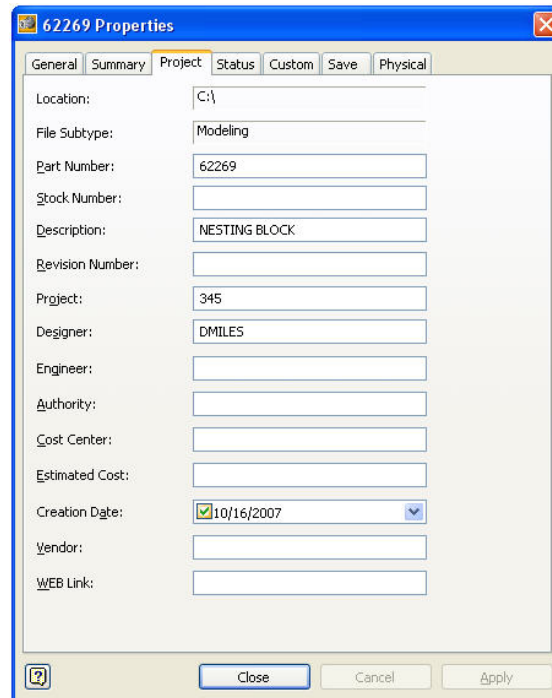 62269 Properties
General Summary Project Status Custom Save Physical
Location: C:\
File Subtype: Modeling
Part Number: 62269
Stock Number:
Description: NESTING BLOCK
Revision Number:
Project: 345
Designer: DMILES
Engineer:
Authority:
Cost Center:
Estimated Cost:
Creation Date: 10/16/2007
Vendor:
WEB Link:
? Close Cancel Apply